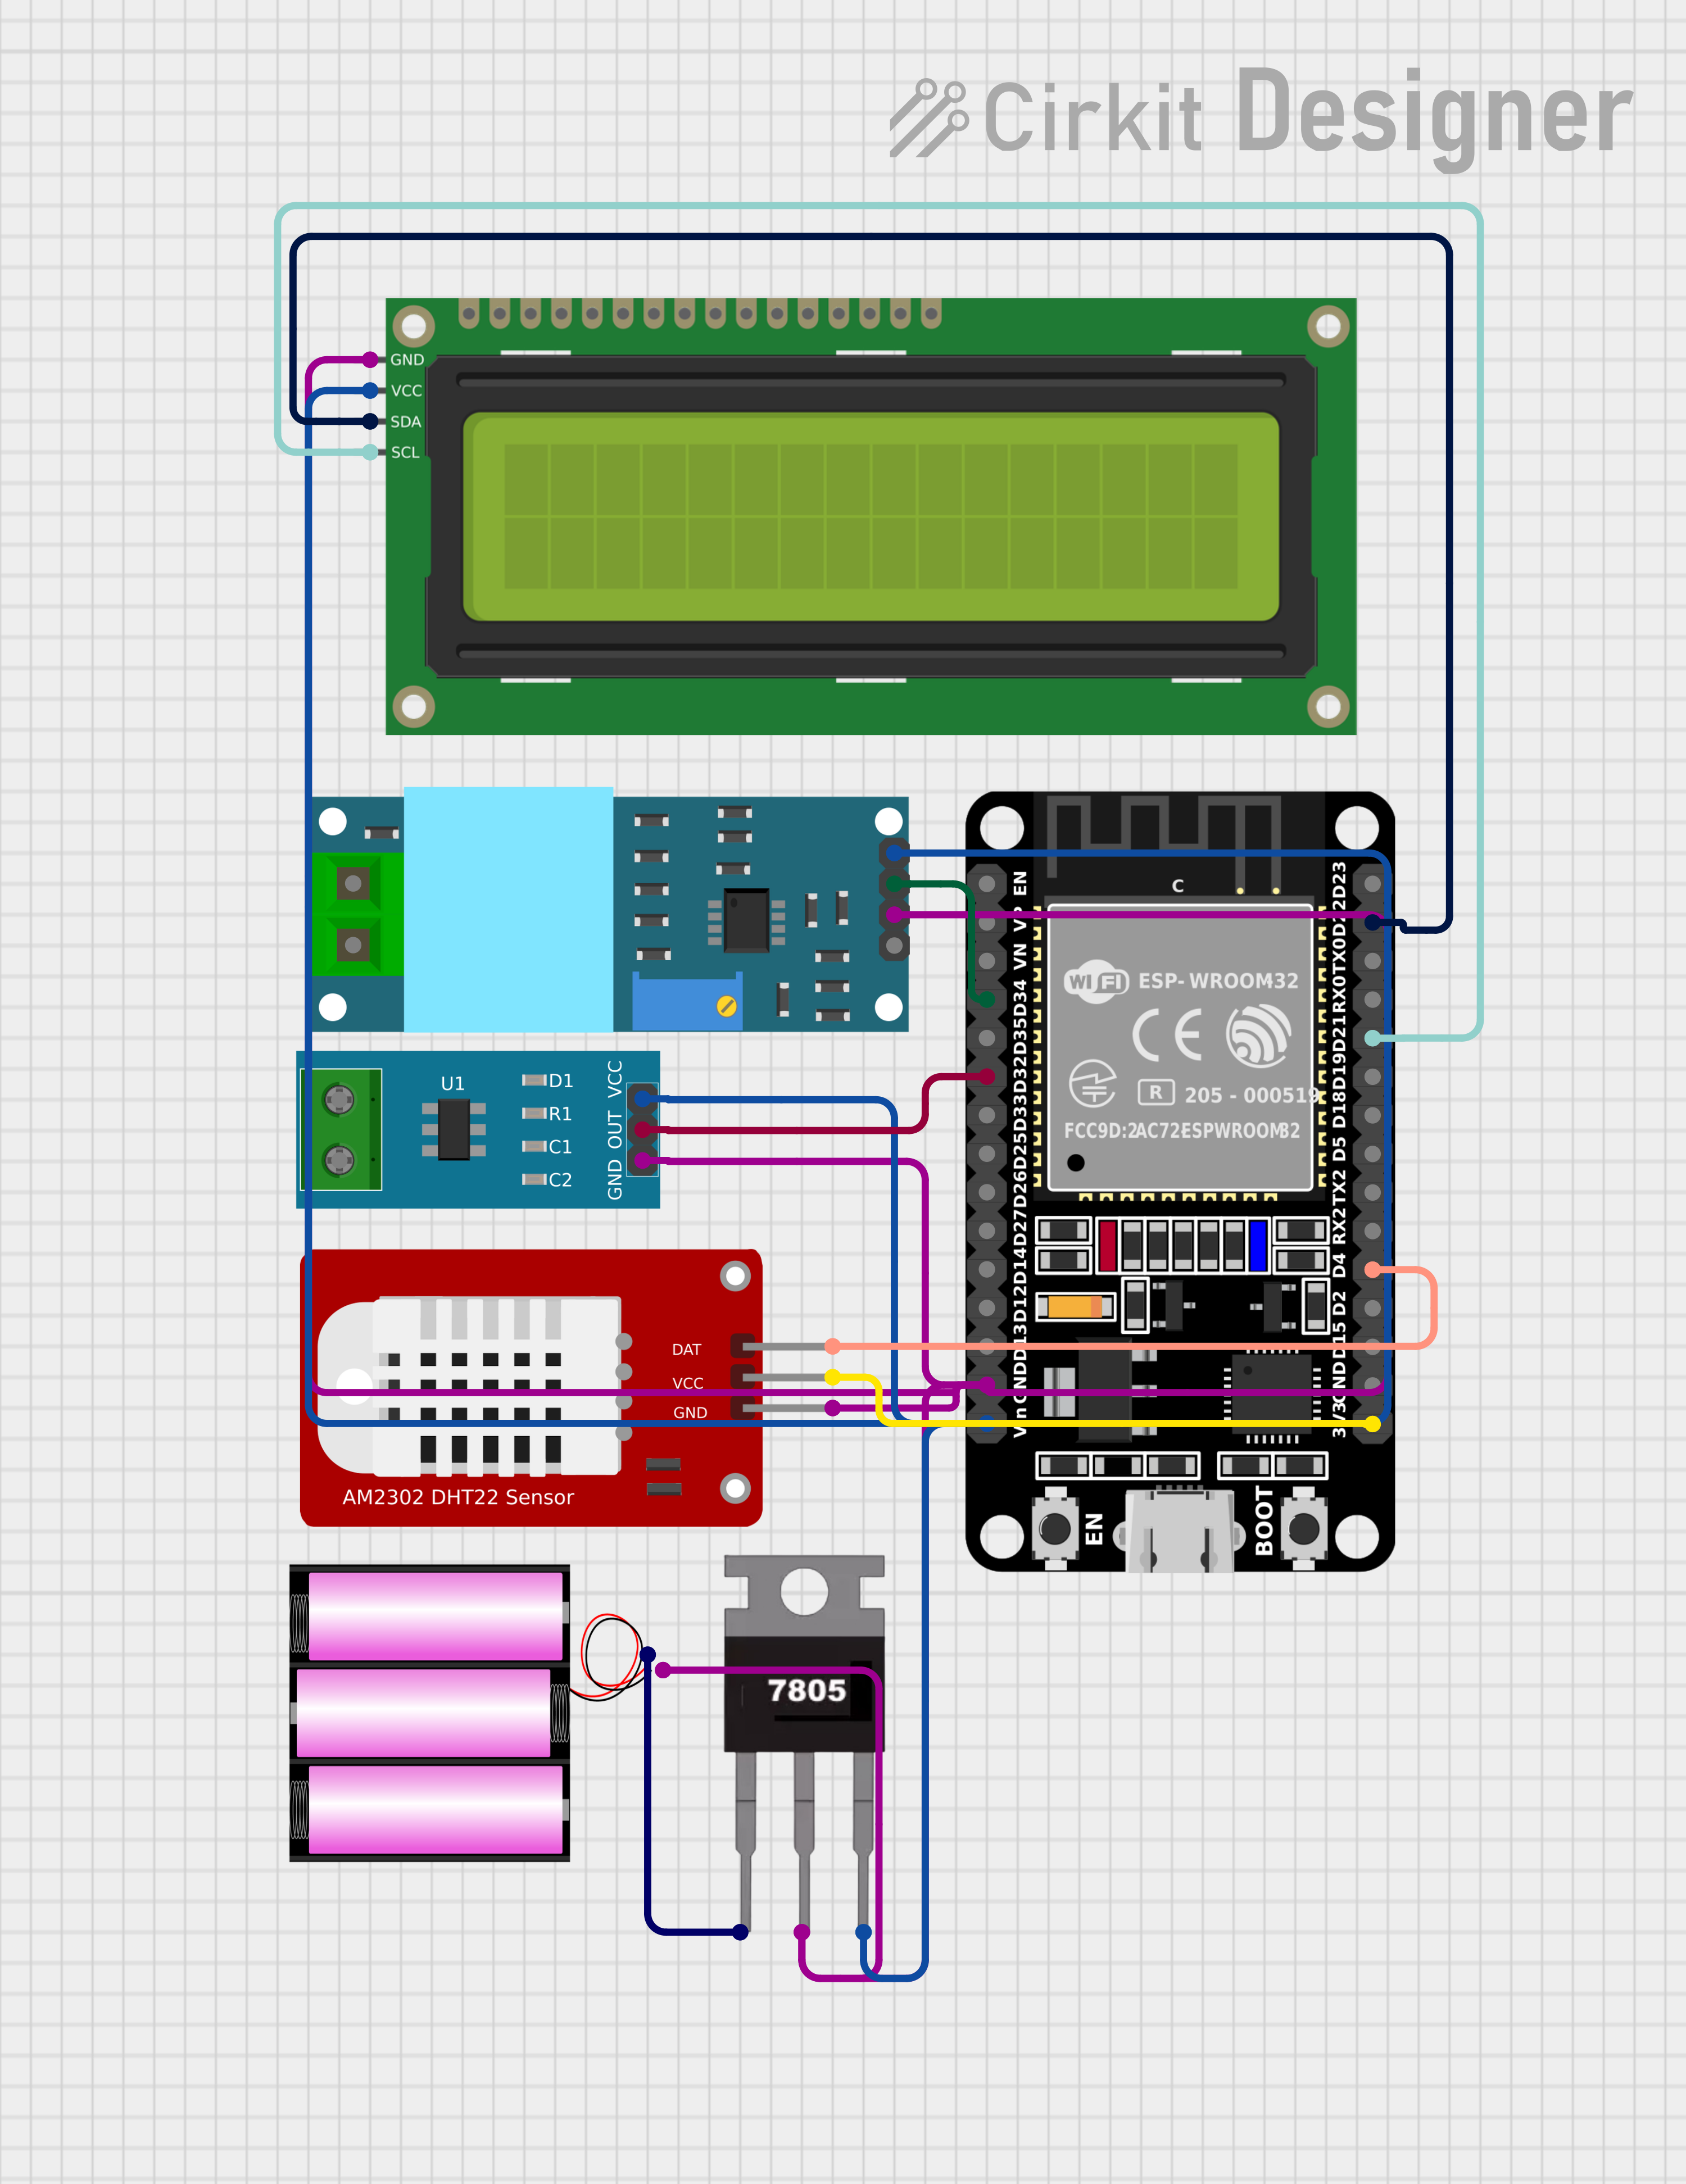 Cirkit Designer
GND
VCC
SDA
SCL
C
EN
VP
VN
D34
D35
D32
D33
D25
D26
D27
D14
D12
D13
GND
Vin
D23
D22
TX0
RX0
D21
D19
D18
D5
TX2
RX2
D4
D2
D15
GND
3V3
WI FI ESP-WROOM32
CE
R 205 - 000519
FCC9D:2AC72ESPWROOM32
EN
BOOT
U1
D1
R1
C1
C2
VCC
OUT
GND
DAT
VCC
GND
AM2302 DHT22 Sensor
7805